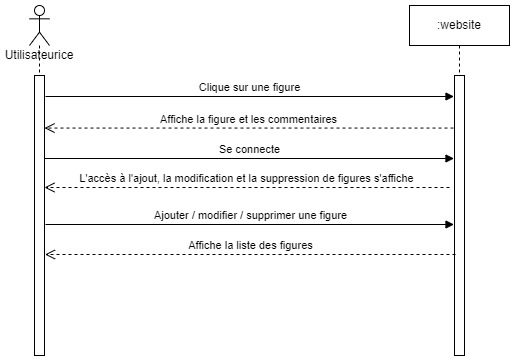 Utilisateurice
:website
Clique sur une figure
Affiche la figure et les commentaires
Se connecte
L'accès à l'ajout, la modification et la suppression de figures s'affiche
Ajouter / modifier / supprimer une figure
Affiche la liste des figures